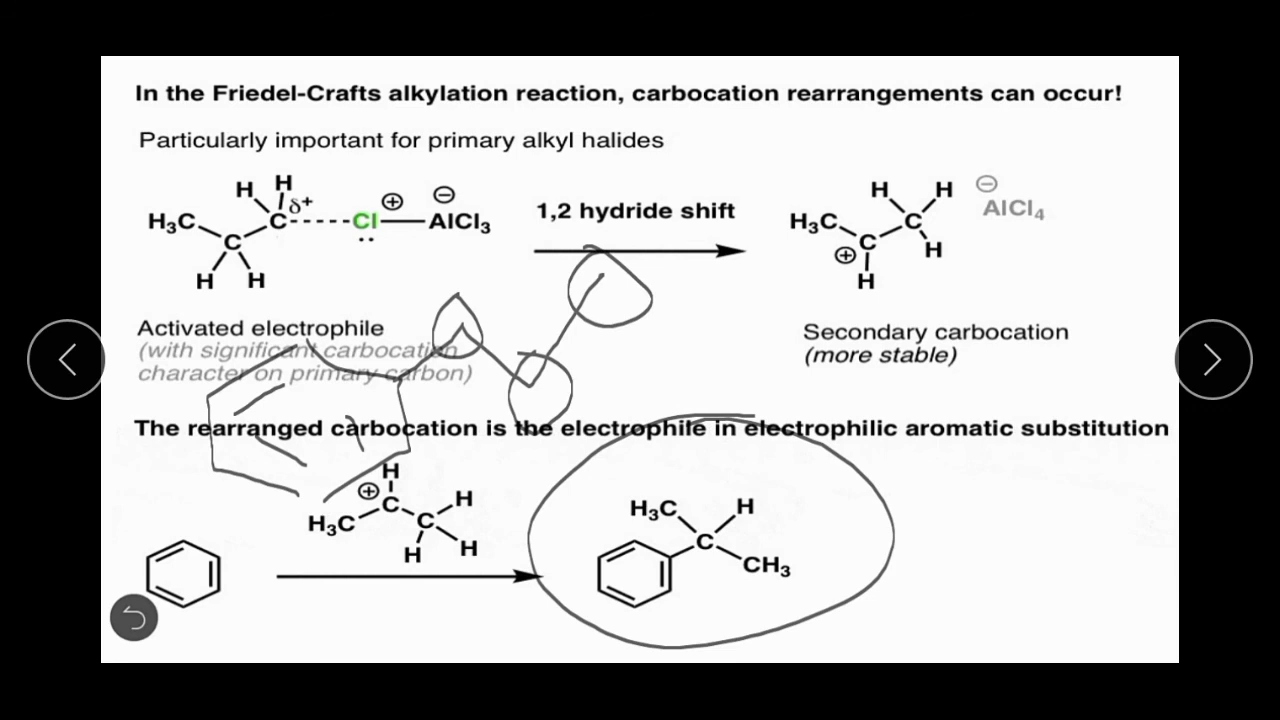 In the Friedel-Crafts alkylation reaction, carbocation rearrangements can occur!
Particularly important for primary alkyl halides
H H
H₃C C δ+ Cl ⊕ AlCl₃ ⊖
C
H H
1,2 hydride shift
H H ⊖
H₃C C AlCl₄
⊕ C H
H
Activated electrophile
(with significant carbocation
character on primary carbon)
Secondary carbocation
(more stable)
The rearranged carbocation is the electrophile in electrophilic aromatic substitution
H
⊕ C H
H₃C C
H H
H₃C H
C
CH₃